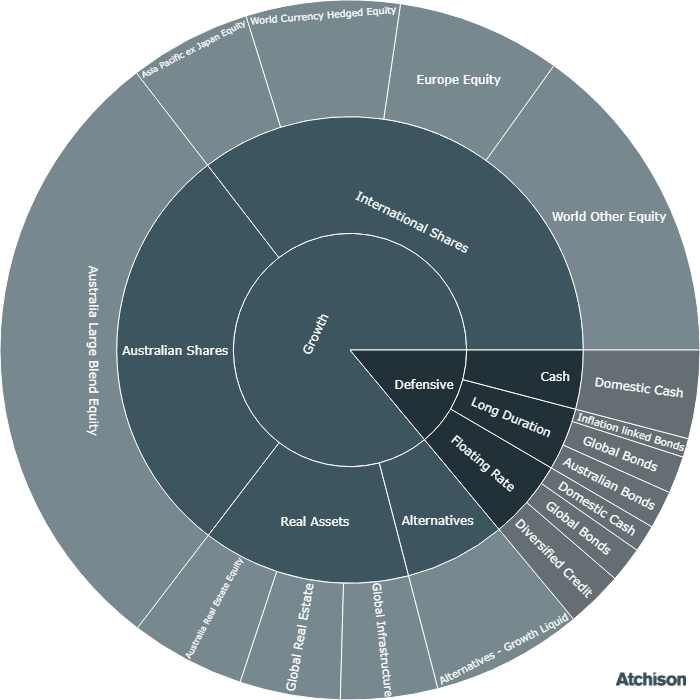 Asia Pacific ex Japan Equity
World Currency Hedged Equity
Europe Equity
World Other Equity
International Shares
Australia Large Blend Equity
Australian Shares
Growth
Defensive
Cash
Domestic Cash
Long Duration
Inflation linked Bonds
Global Bonds
Australian Bonds
Floating Rate
Domestic Cash
Global Bonds
Diversified Credit
Real Assets
Alternatives
Australia Real Estate Equity
Global Real Estate
Global Infrastructure
Alternatives - Growth Liquid
Atchison